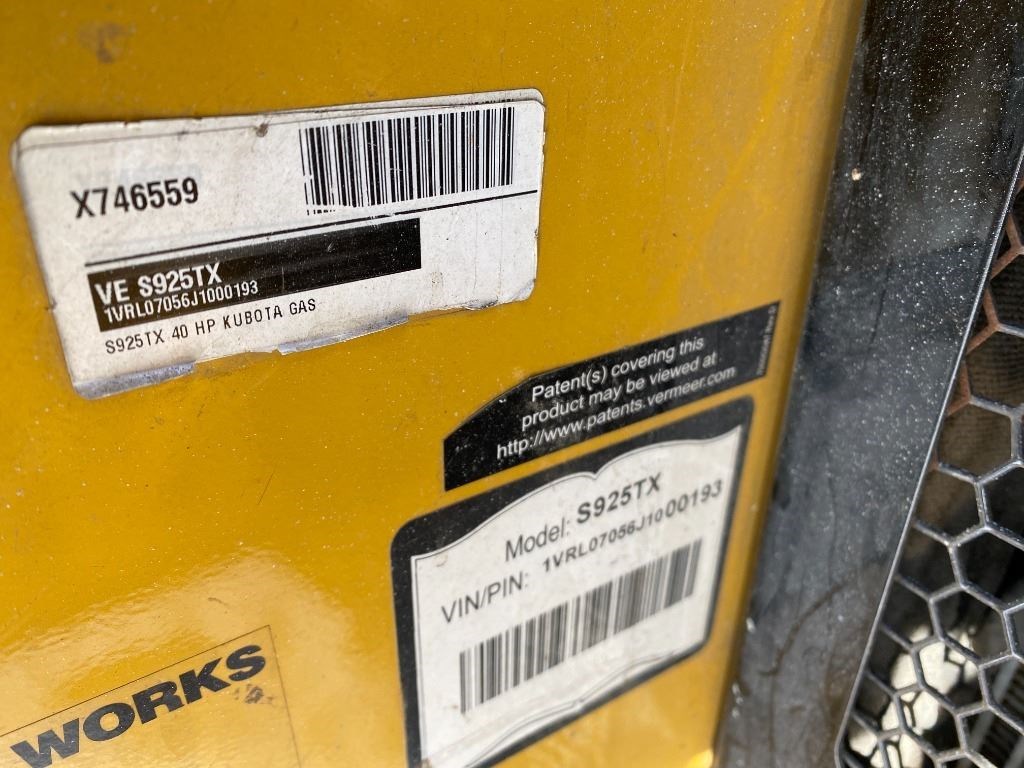 X746559
VE S925TX
1VRL07056J1000193
S925TX 40 HP KUBOTA GAS
Patent(s) covering this
product may be viewed at
http://www.patents.vermeer.com
Model: S925TX
VIN/PIN: 1VRL07056J1000193
WORKS